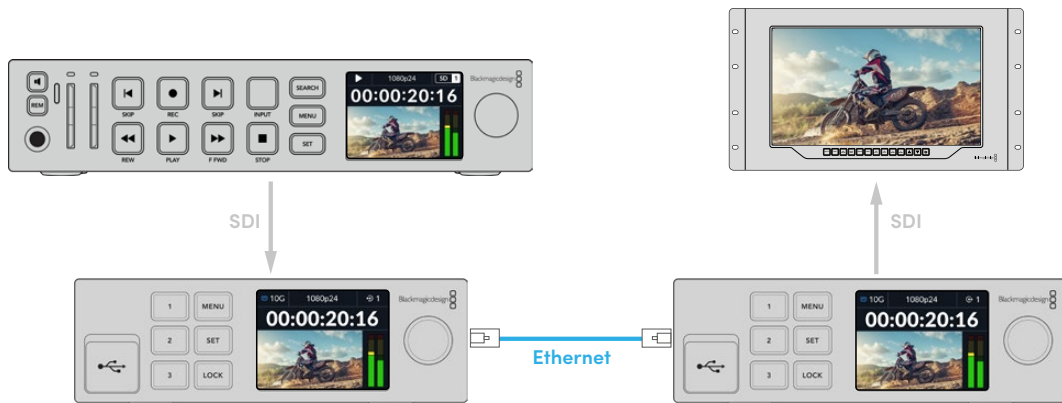 1080p24 SD 1
Blackmagicdesign
00:00:20:16
REM
SKIP REC SKIP INPUT
REW PLAY F FWD STOP
SEARCH
MENU
SET
SDI
SDI
1 MENU
2 SET
3 LOCK
10G 1080p24 1
00:00:20:16
Blackmagicdesign
Ethernet
1 MENU
2 SET
3 LOCK
10G 1080p24 1
00:00:20:16
Blackmagicdesign